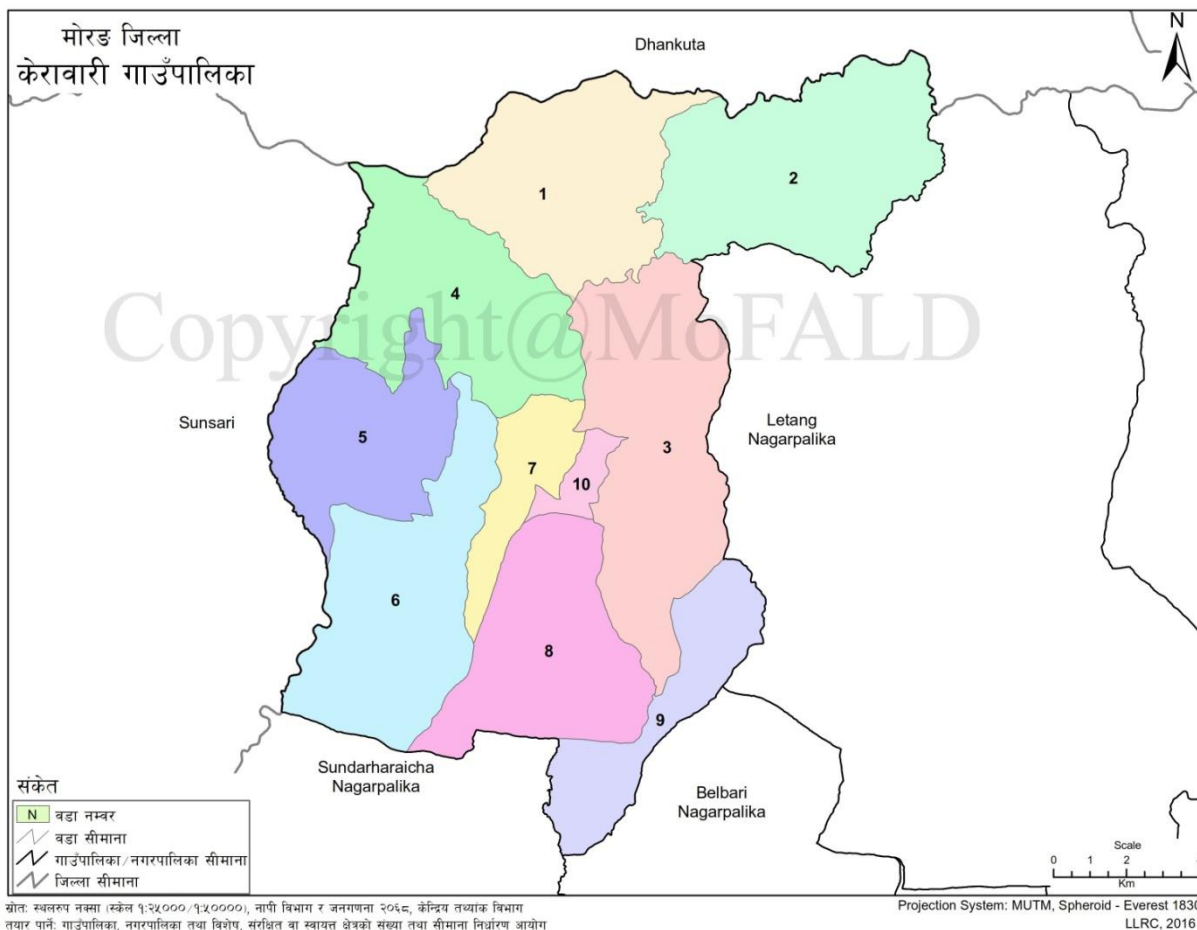 मोरङ जिल्ला
केरावारी गाउँपालिका
Dhankuta
N
1
2
4
Copyright@MoFALD
Sunsari
5
3
Letang
Nagarpalika
7
10
6
8
9
Sundarharaicha
Nagarpalika
Belbari
Nagarpalika
संकेत
N वडा नम्वर
वडा सीमाना
गाउँपालिका/नगरपालिका सीमाना
जिल्ला सीमाना
Scale
0 1 2
Km
स्रोतः स्थलरुप नक्सा (स्केल १:२५०००/१:५००००), नापी विभाग र जनगणना २०६८, केन्द्रिय तथ्यांक विभाग
तयार पार्नेः गाउँपालिका, नगरपालिका तथा विशेष, संरक्षित वा स्वायत्त क्षेत्रको संख्या तथा सीमाना निर्धारण आयोग
Projection System: MUTM, Spheroid - Everest 1830
LLRC, 2016